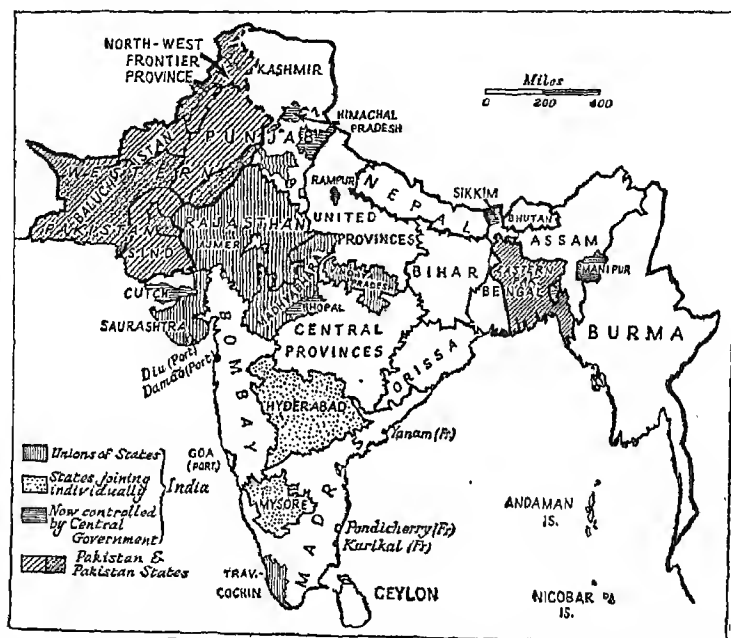 NORTH-WEST
FRONTIER
PROVINCE
KASHMIR
Miles
0 200 400
HIMACHAL
PRADESH
PUNJAB
WESTERN
PAKISTAN
BALUCHISTAN
SIND
RAJASTHAN
AJMER
RAMPUR
UNITED
PROVINCES
NEPAL
SIKKIM
BHUTAN
ASSAM
MANIPUR
BIHAR
BENGAL
EASTERN
BURMA
CUTCH
SAURASHTRA
BHOPAL
CENTRAL
PROVINCES
ORISSA
Diu (Port)
Damao (Port)
BOMBAY
HYDERABAD
Yanam (Fr)
GOA
(PORT.)
MYSORE
MADRAS
Pondicherry (Fr)
Karikal (Fr)
TRAV.-
COCHIN
CEYLON
ANDAMAN
IS.
NICOBAR
IS.
Unions of States
States joining
individually
Now controlled
by Central
Government
India
Pakistan &
Pakistan States